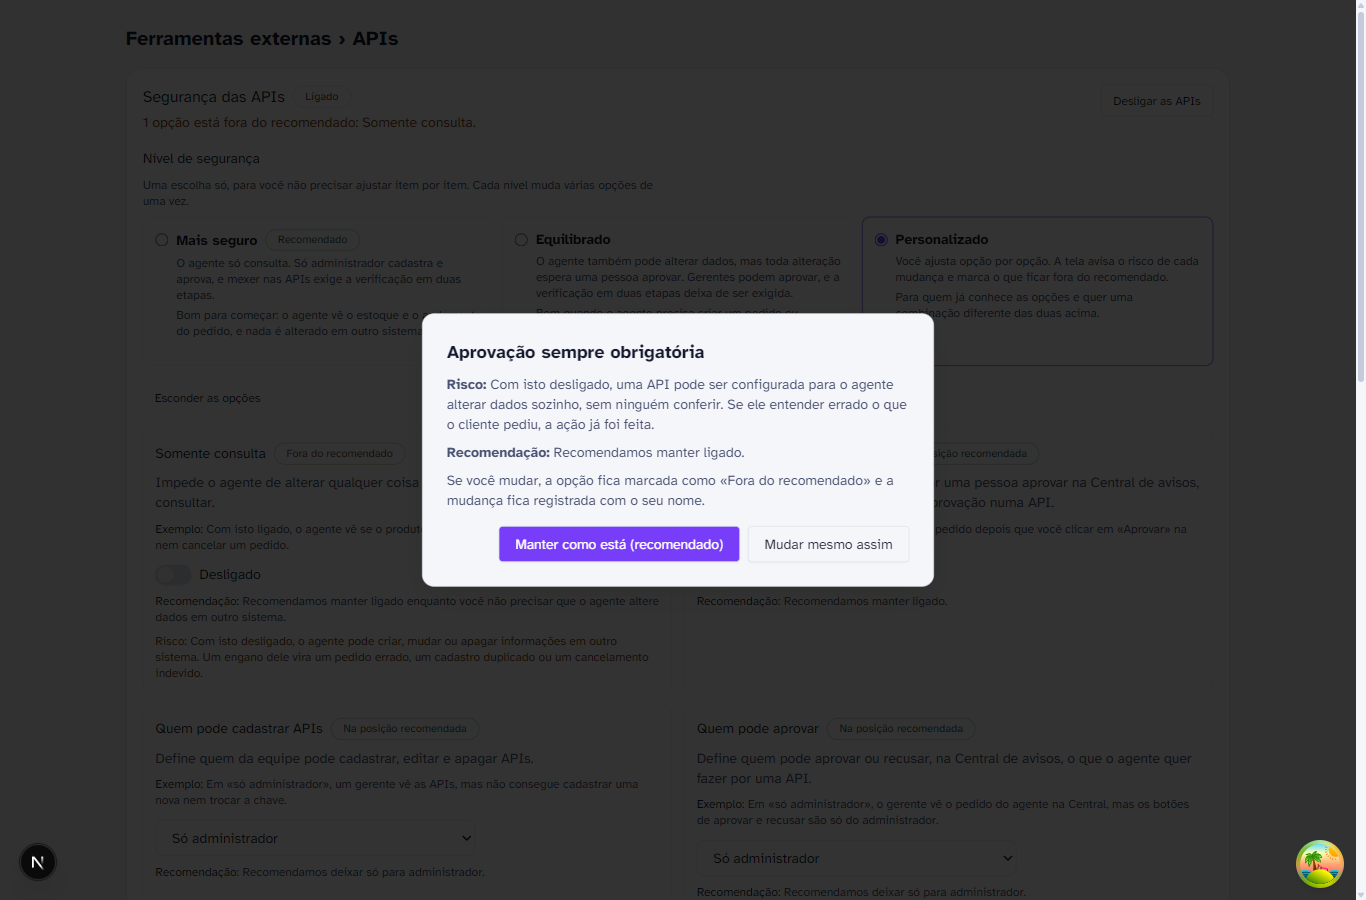 Ferramentas externas › APIs
Segurança das APIs
Ligado
Desligar as APIs
1 opção está fora do recomendado: Somente consulta.
Nível de segurança
Uma escolha só, para você não precisar ajustar item por item. Cada nível muda várias opções de
uma vez.
Mais seguro
Recomendado
O agente só consulta. Só administrador cadastra e
aprova, e mexer nas APIs exige a verificação em duas
etapas.
Bom para começar: o agente vê o estoque e o
do pedido, e nada é alterado em outro sistema
Equilibrado
O agente também pode alterar dados, mas toda alteração
espera uma pessoa aprovar. Gerentes podem aprovar, e a
verificação em duas etapas deixa de ser exigida.
Personalizado
Você ajusta opção por opção. A tela avisa o risco de cada
mudança e marca o que ficar fora do recomendado.
Para quem já conhece as opções e quer uma
combinação diferente das duas acima.
Aprovação sempre obrigatória
Risco: Com isto desligado, uma API pode ser configurada para o agente
alterar dados sozinho, sem ninguém conferir. Se ele entender errado o que
o cliente pediu, a ação já foi feita.
Recomendação: Recomendamos manter ligado.
Se você mudar, a opção fica marcada como «Fora do recomendado» e a
mudança fica registrada com o seu nome.
Manter como está (recomendado)
Mudar mesmo assim
Esconder as opções
Somente consulta
Fora do recomendado
Impede o agente de alterar qualquer coisa
consultar.
Exemplo: Com isto ligado, o agente vê se o
nem cancelar um pedido.
Desligado
Recomendação: Recomendamos manter ligado enquanto você não precisar que o agente altere
dados em outro sistema.
Risco: Com isto desligado, o agente pode criar, mudar ou apagar informações em outro
sistema. Um engano dele vira um pedido errado, um cadastro duplicado ou um cancelamento
indevido.
recomendada
uma pessoa aprovar na Central de avisos,
numa API.
pedido depois que você clicar em «Aprovar» na
Recomendação: Recomendamos manter ligado.
Quem pode cadastrar APIs
Na posição recomendada
Define quem da equipe pode cadastrar, editar e apagar APIs.
Exemplo: Em «só administrador», um gerente vê as APIs, mas não consegue cadastrar uma
nova nem trocar a chave.
Só administrador
Recomendação: Recomendamos deixar só para administrador.
Quem pode aprovar
Na posição recomendada
Define quem pode aprovar ou recusar, na Central de avisos, o que o agente quer
fazer por uma API.
Exemplo: Em «só administrador», o gerente vê o pedido do agente na Central, mas os botões
de aprovar e recusar são só do administrador.
Só administrador
Recomendação: Recomendamos deixar só para administrador.
N